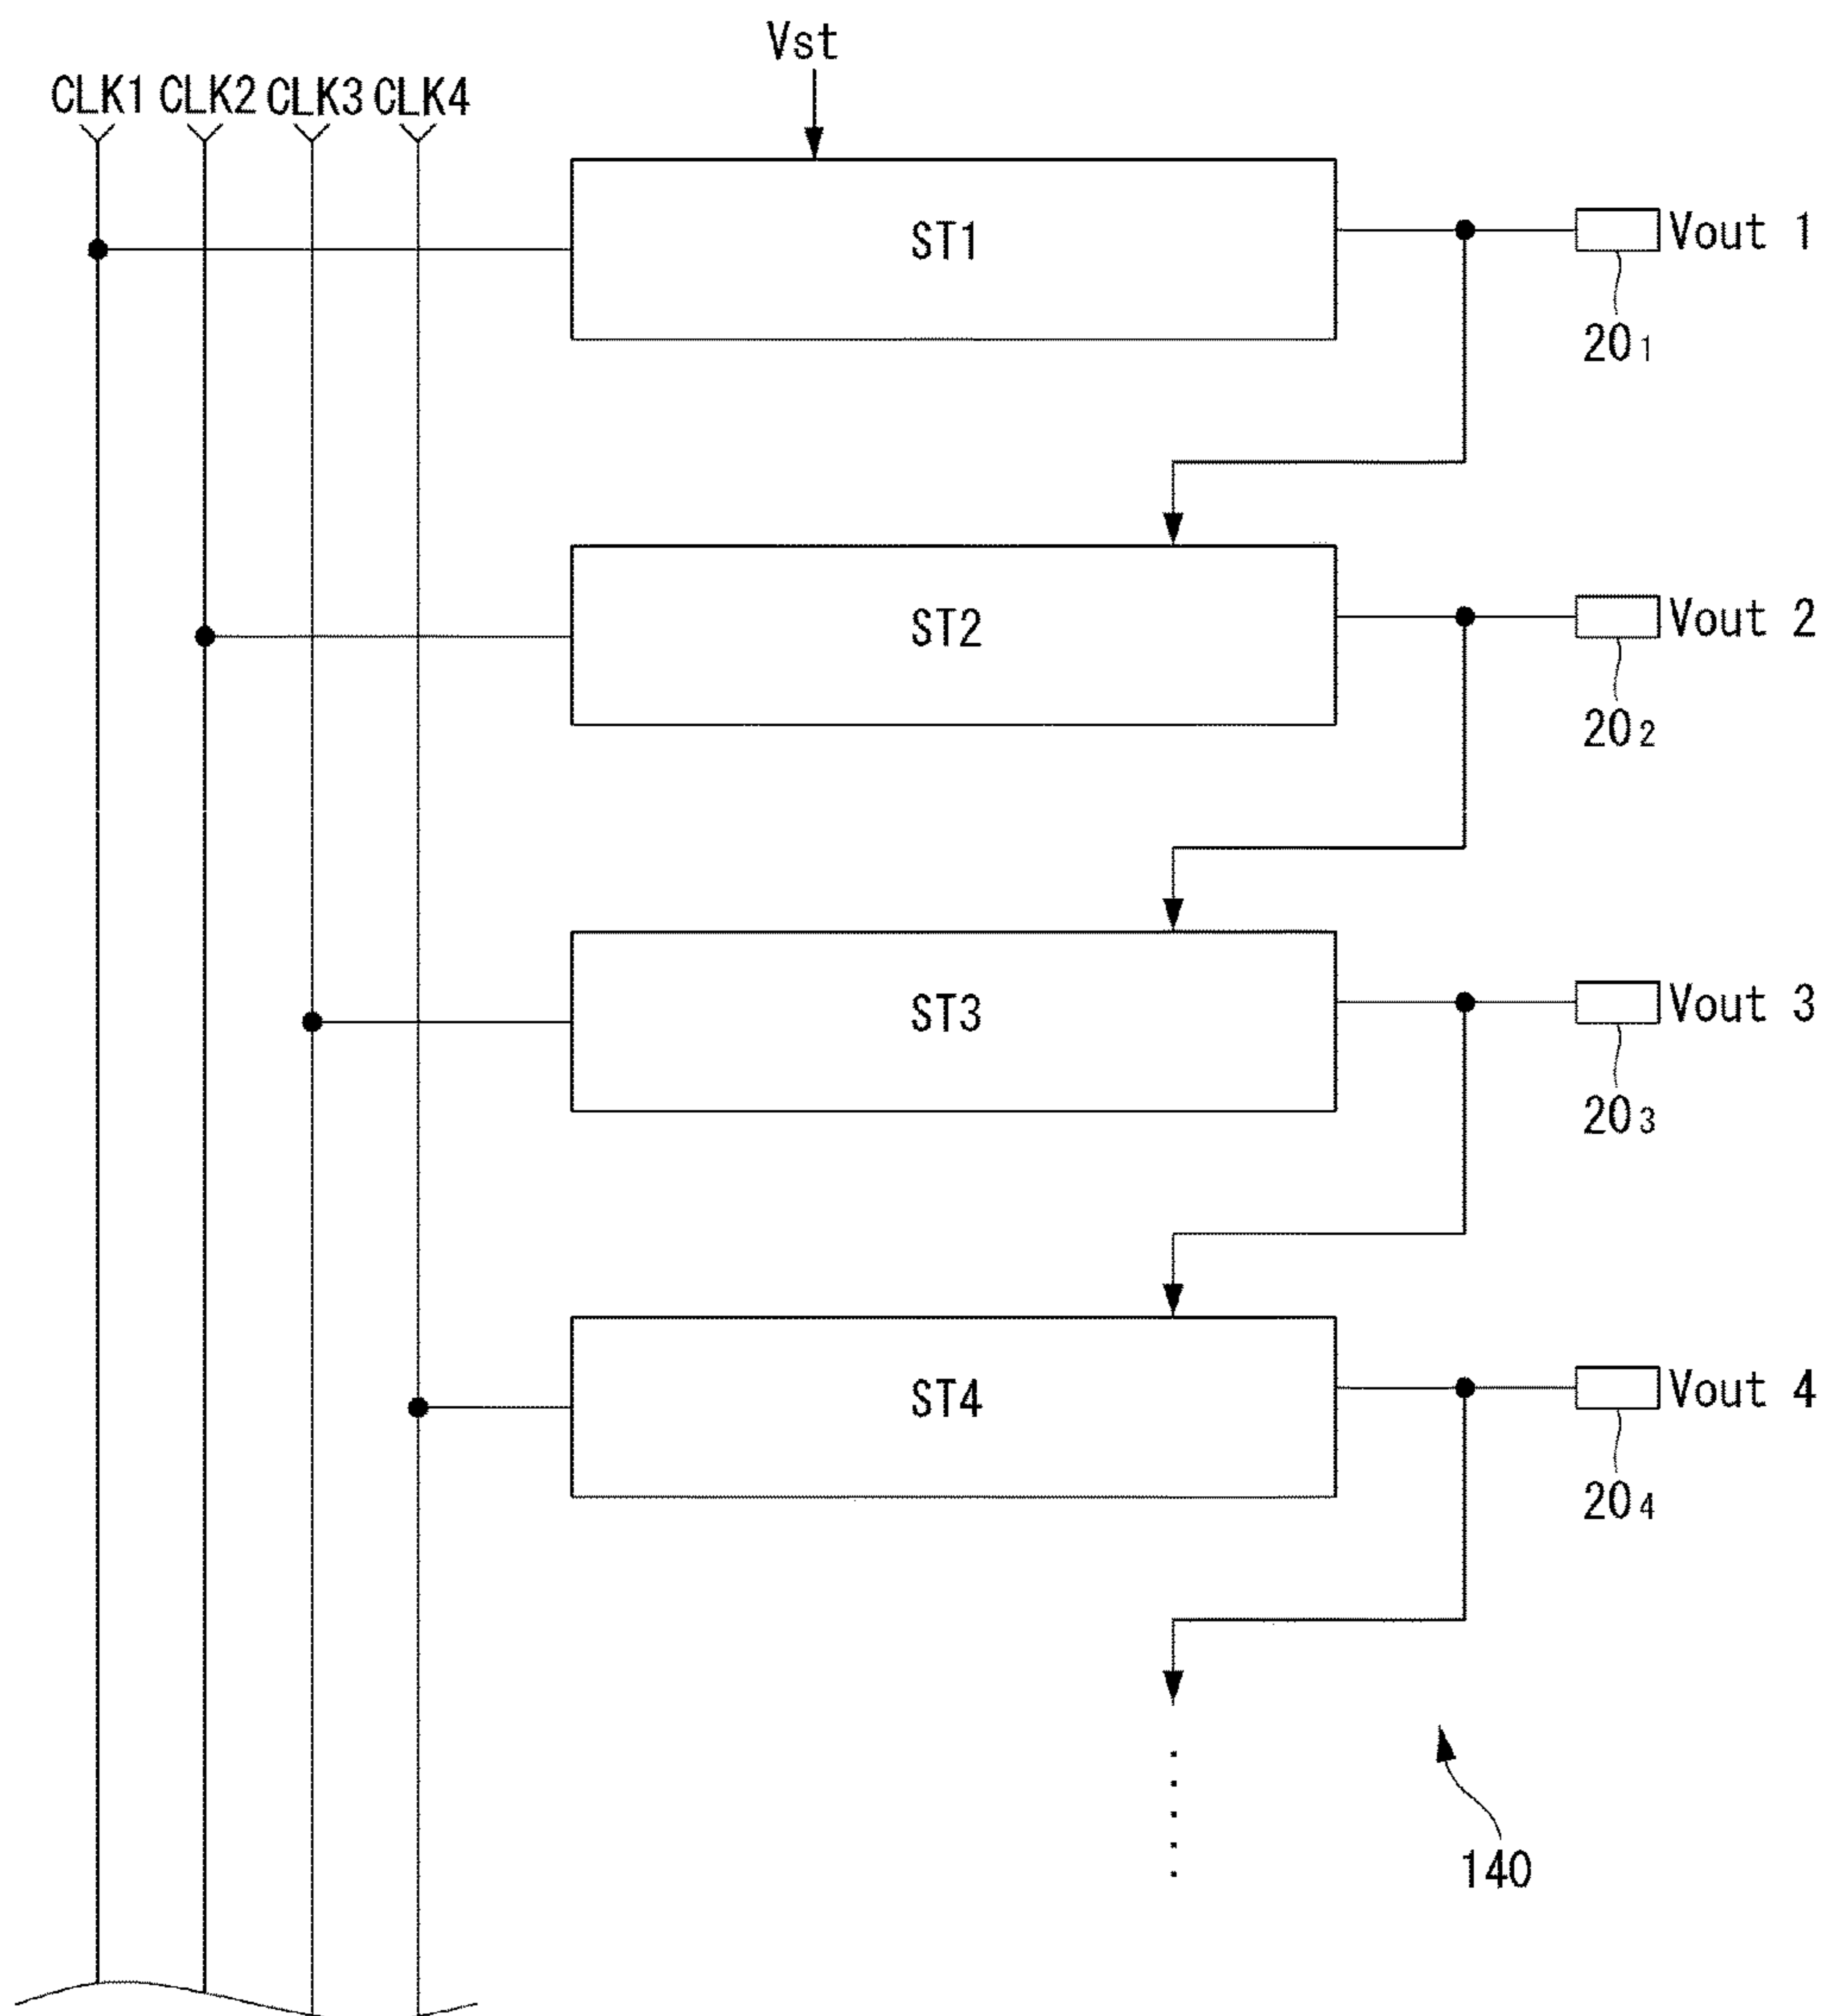 Vst
CLK1 CLK2 CLK3 CLK4
ST1
Vout 1
20₁
ST2
Vout 2
20₂
ST3
Vout 3
20₃
ST4
Vout 4
20₄
140